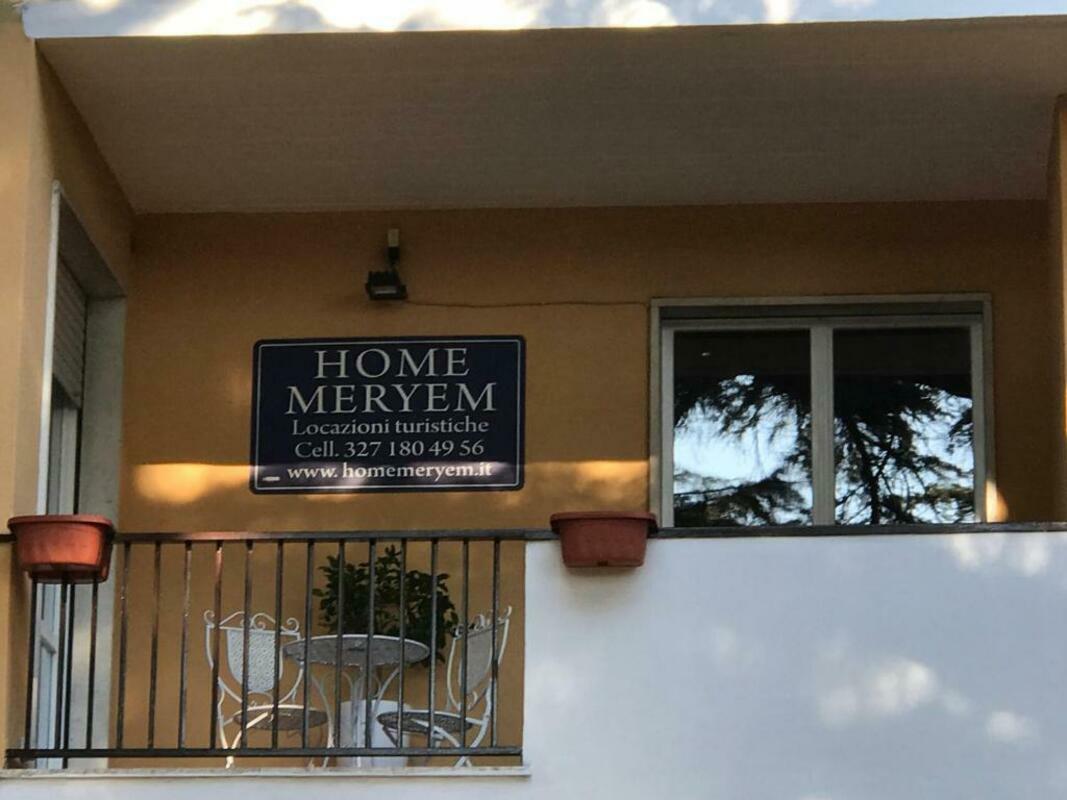 HOME
MERYEM
Locazioni turistiche
Cell. 327 180 49 56
www.homemeryem.it